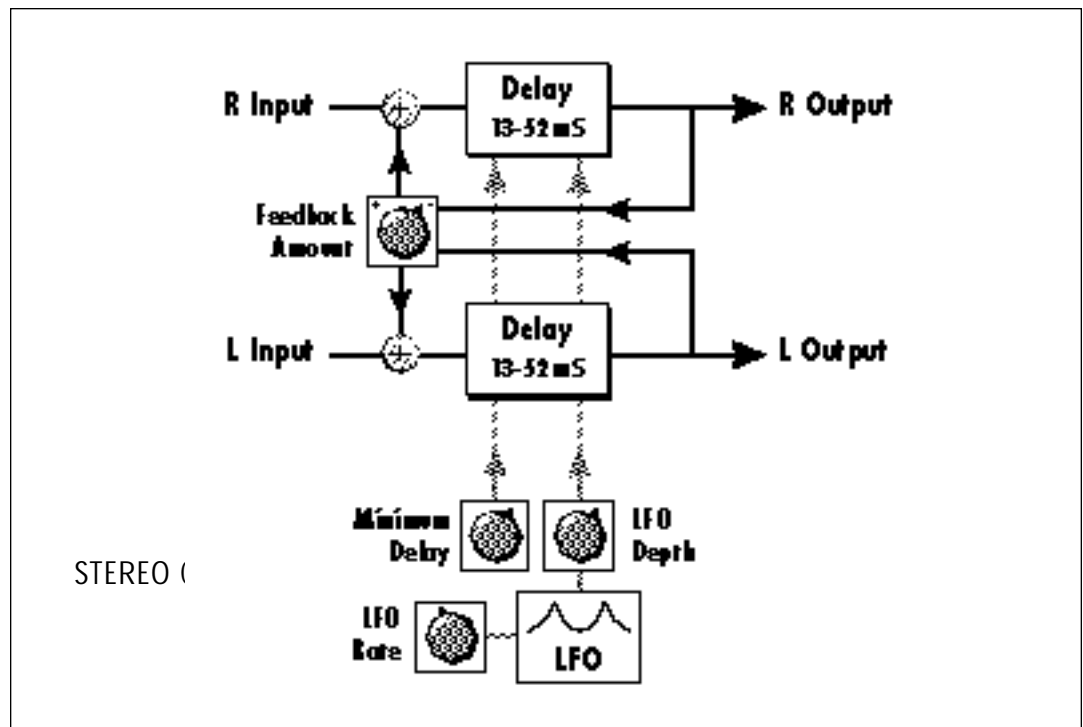 Delay
R Input
R Output
13-52mS
Feedback
Amount
+
-
Delay
L Input
L Output
13-52mS
Minimum
Delay
LFO
Depth
STEREO
LFO
Rate
LFO